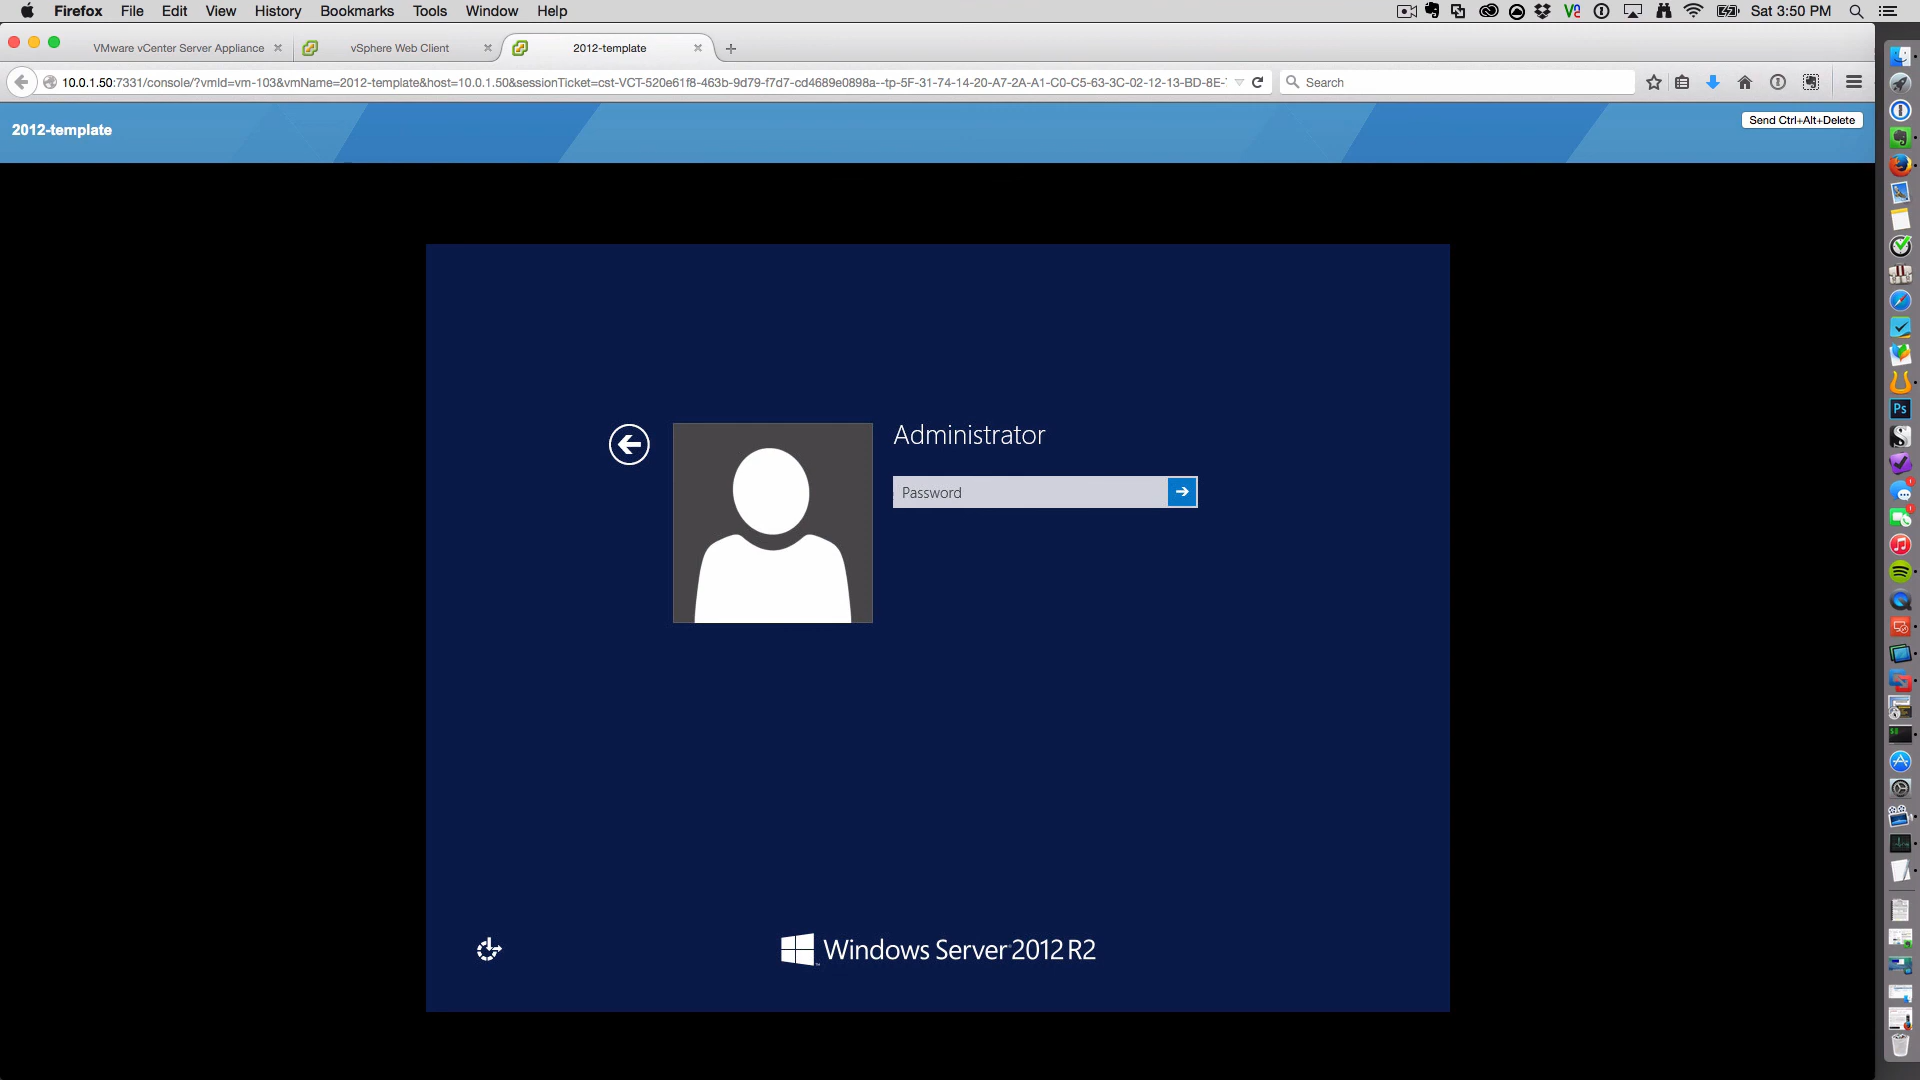 Firefox File Edit View History Bookmarks Tools Window Help Sat 3:50 PM
VMware vCenter Server Appliance vSphere Web Client 2012-template
10.0.1.50:7331/console/?vmId=vm-103&vmName=2012-template&host=10.0.1.50&sessionTicket=cst-VCT-520e61f8-463b-9d79-f7d7-cd4689e0898a--tp-5F-31-74-14-20-A7-2A-A1-C0-C5-63-3C-02-12-13-BD-8E- Search
2012-template Send Ctrl+Alt+Delete
Administrator
Password
Ps
Windows Server 2012 R2